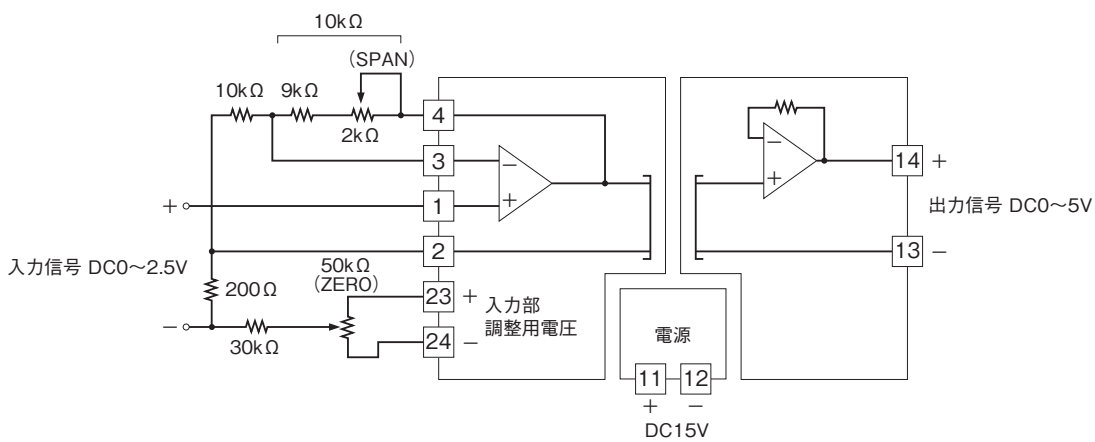 10kΩ
(SPAN)
10kΩ
9kΩ
2kΩ
4
3
1
2
−
+
+
入力信号 DC0〜2.5V
−
200Ω
30kΩ
50kΩ
(ZERO)
23
+
24
−
入力部
調整用電圧
−
+
14
+
出力信号 DC0〜5V
13
−
電源
11
12
+
−
DC15V